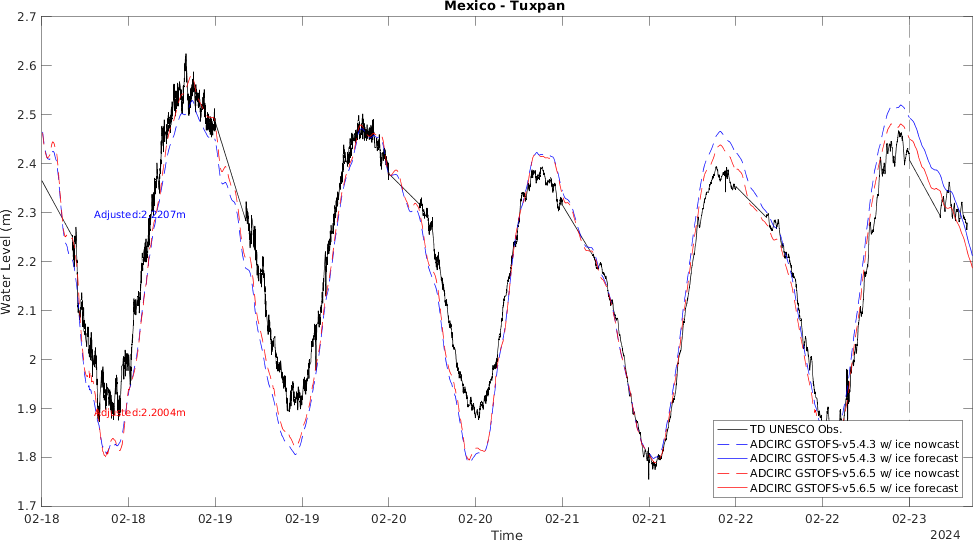 Mexico - Tuxpan
2.7
2.6
2.5
2.4
2.3
2.2
2.1
2
1.9
1.8
1.7
Water Level (m)
Adjusted:2.2207m
Adjusted:2.2004m
TD UNESCO Obs.
ADCIRC GSTOFS-v5.4.3 w/ ice nowcast
ADCIRC GSTOFS-v5.4.3 w/ ice forecast
ADCIRC GSTOFS-v5.6.5 w/ ice nowcast
ADCIRC GSTOFS-v5.6.5 w/ ice forecast
02-18 02-18 02-19 02-19 02-20 02-20 02-21 02-21 02-22 02-22 02-23
Time
2024